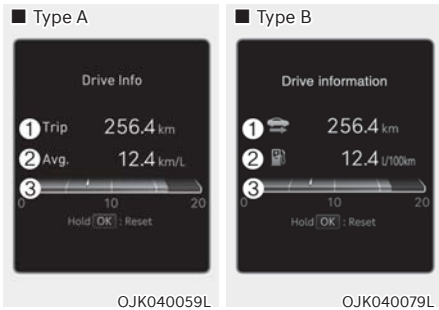 ■ Type A
Drive Info
① Trip 256.4 km
② Avg. 12.4 km/L
③
0 10 20
Hold OK : Reset
OJK040059L
■ Type B
Drive information
① 256.4 km
② 12.4 L/100km
③
0 10 20
Hold OK : Reset
OJK040079L